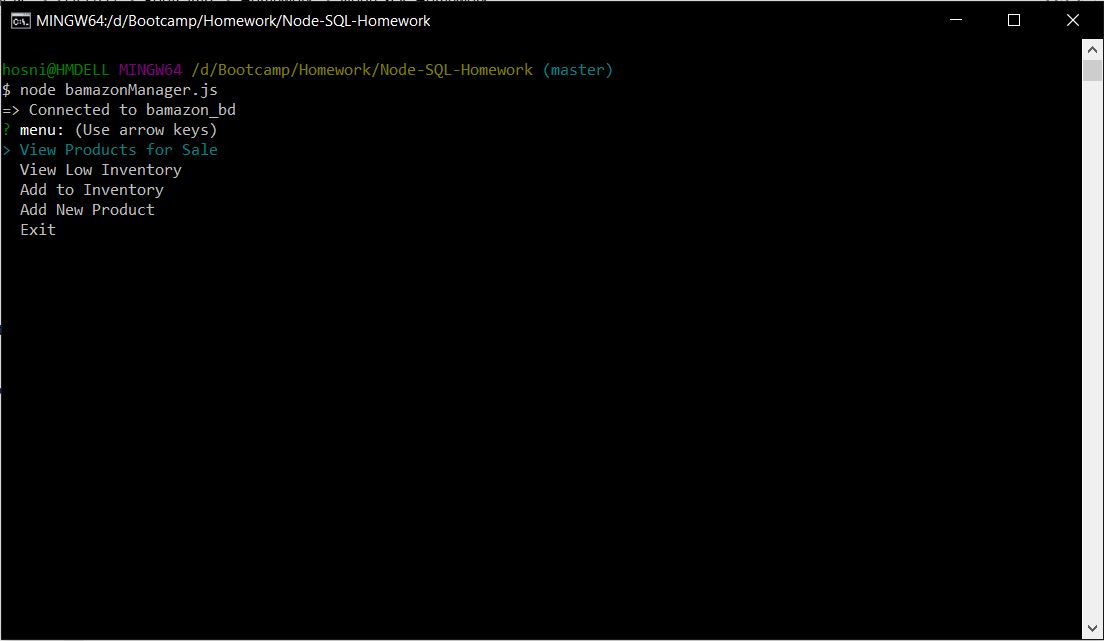 MINGW64:/d/Bootcamp/Homework/Node-SQL-Homework
hosni@HMDELL MINGW64 /d/Bootcamp/Homework/Node-SQL-Homework (master)
$ node bamazonManager.js
=> Connected to bamazon_bd
? menu: (Use arrow keys)
> View Products for Sale
View Low Inventory
Add to Inventory
Add New Product
Exit